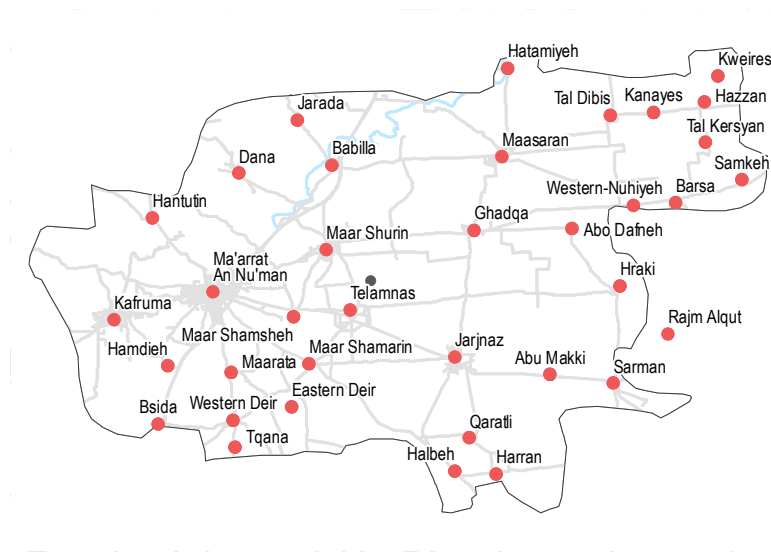 Hatamiyeh
Kweires
Tal Dibis
Kanayes
Hazzan
Jarada
Tal Kersyan
Babilla
Maasaran
Dana
Samkeh
Western-Nuhiyeh
Barsa
Hantutin
Ghadqa
Maar Shurin
Abo Dafneh
Ma'arrat
An Nu'man
Hraki
Telamnas
Kafruma
Rajm Alqut
Maar Shamsheh
Jarjnaz
Hamdieh
Maar Shamarin
Maarata
Abu Makki
Sarman
Eastern Deir
Bsida
Western Deir
Qaratli
Tqana
Halbeh
Harran